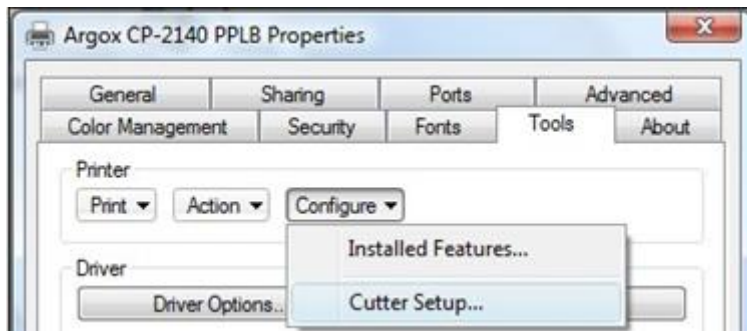 Argox CP-2140 PPLB Properties
General Sharing Ports Advanced
Color Management Security Fonts Tools About
Printer
Print Action Configure
Installed Features...
Driver
Driver Options... Cutter Setup...